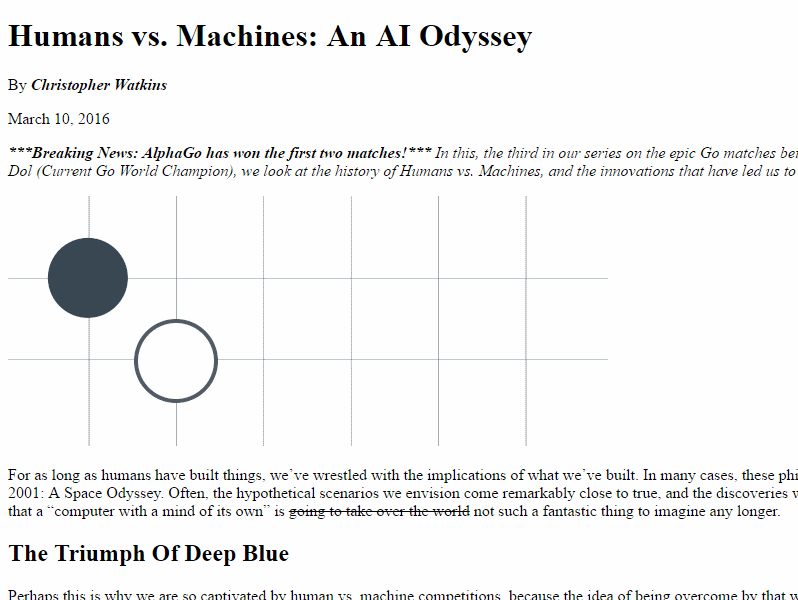 Humans vs. Machines: An AI Odyssey
By Christopher Watkins
March 10, 2016
***Breaking News: AlphaGo has won the first two matches!*** In this, the third in our series on the epic Go matches
Dol (Current Go World Champion), we look at the history of Humans vs. Machines, and the innovations that have led us to
For as long as humans have built things, we’ve wrestled with the implications of what we’ve built. In many cases, these
2001: A Space Odyssey. Often, the hypothetical scenarios we envision come remarkably close to true, and the discoveries
that a “computer with a mind of its own” is going to take over the world not such a fantastic thing to imagine any longer.
The Triumph Of Deep Blue
Perhaps this is why we are so captivated by human vs. machine competitions, because the idea of being overcome by that